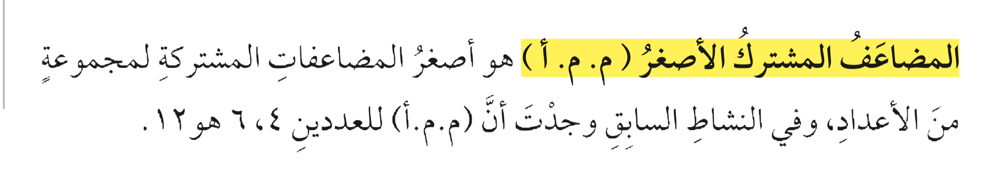 المضاعَفُ المشتركُ الأصغرُ ( م. م. أ ) هو أصغرُ المضاعفاتِ المشتركَةِ لمجموعةٍ
منَ الأعدادِ، وفي النشاطِ السابِقِ وجدْتَ أنَّ (م.م.أ) للعددينِ ٤، ٦ هو ١٢.